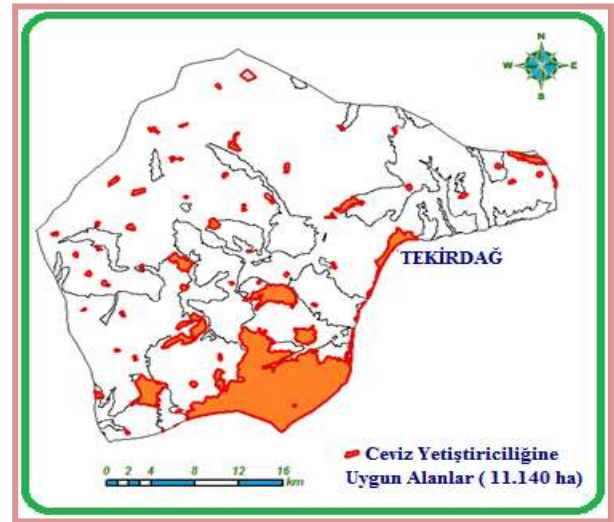 N
W E
S
TEKİRDAĞ
Ceviz Yetiştiriciliğine
Uygun Alanlar ( 11.140 ha)
0 2 4 8 12 16
km